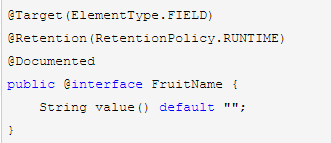 @Target(ElementType.FIELD)
@Retention(RetentionPolicy.RUNTIME)
@Documented
public @interface FruitName {
    String value() default "";
}